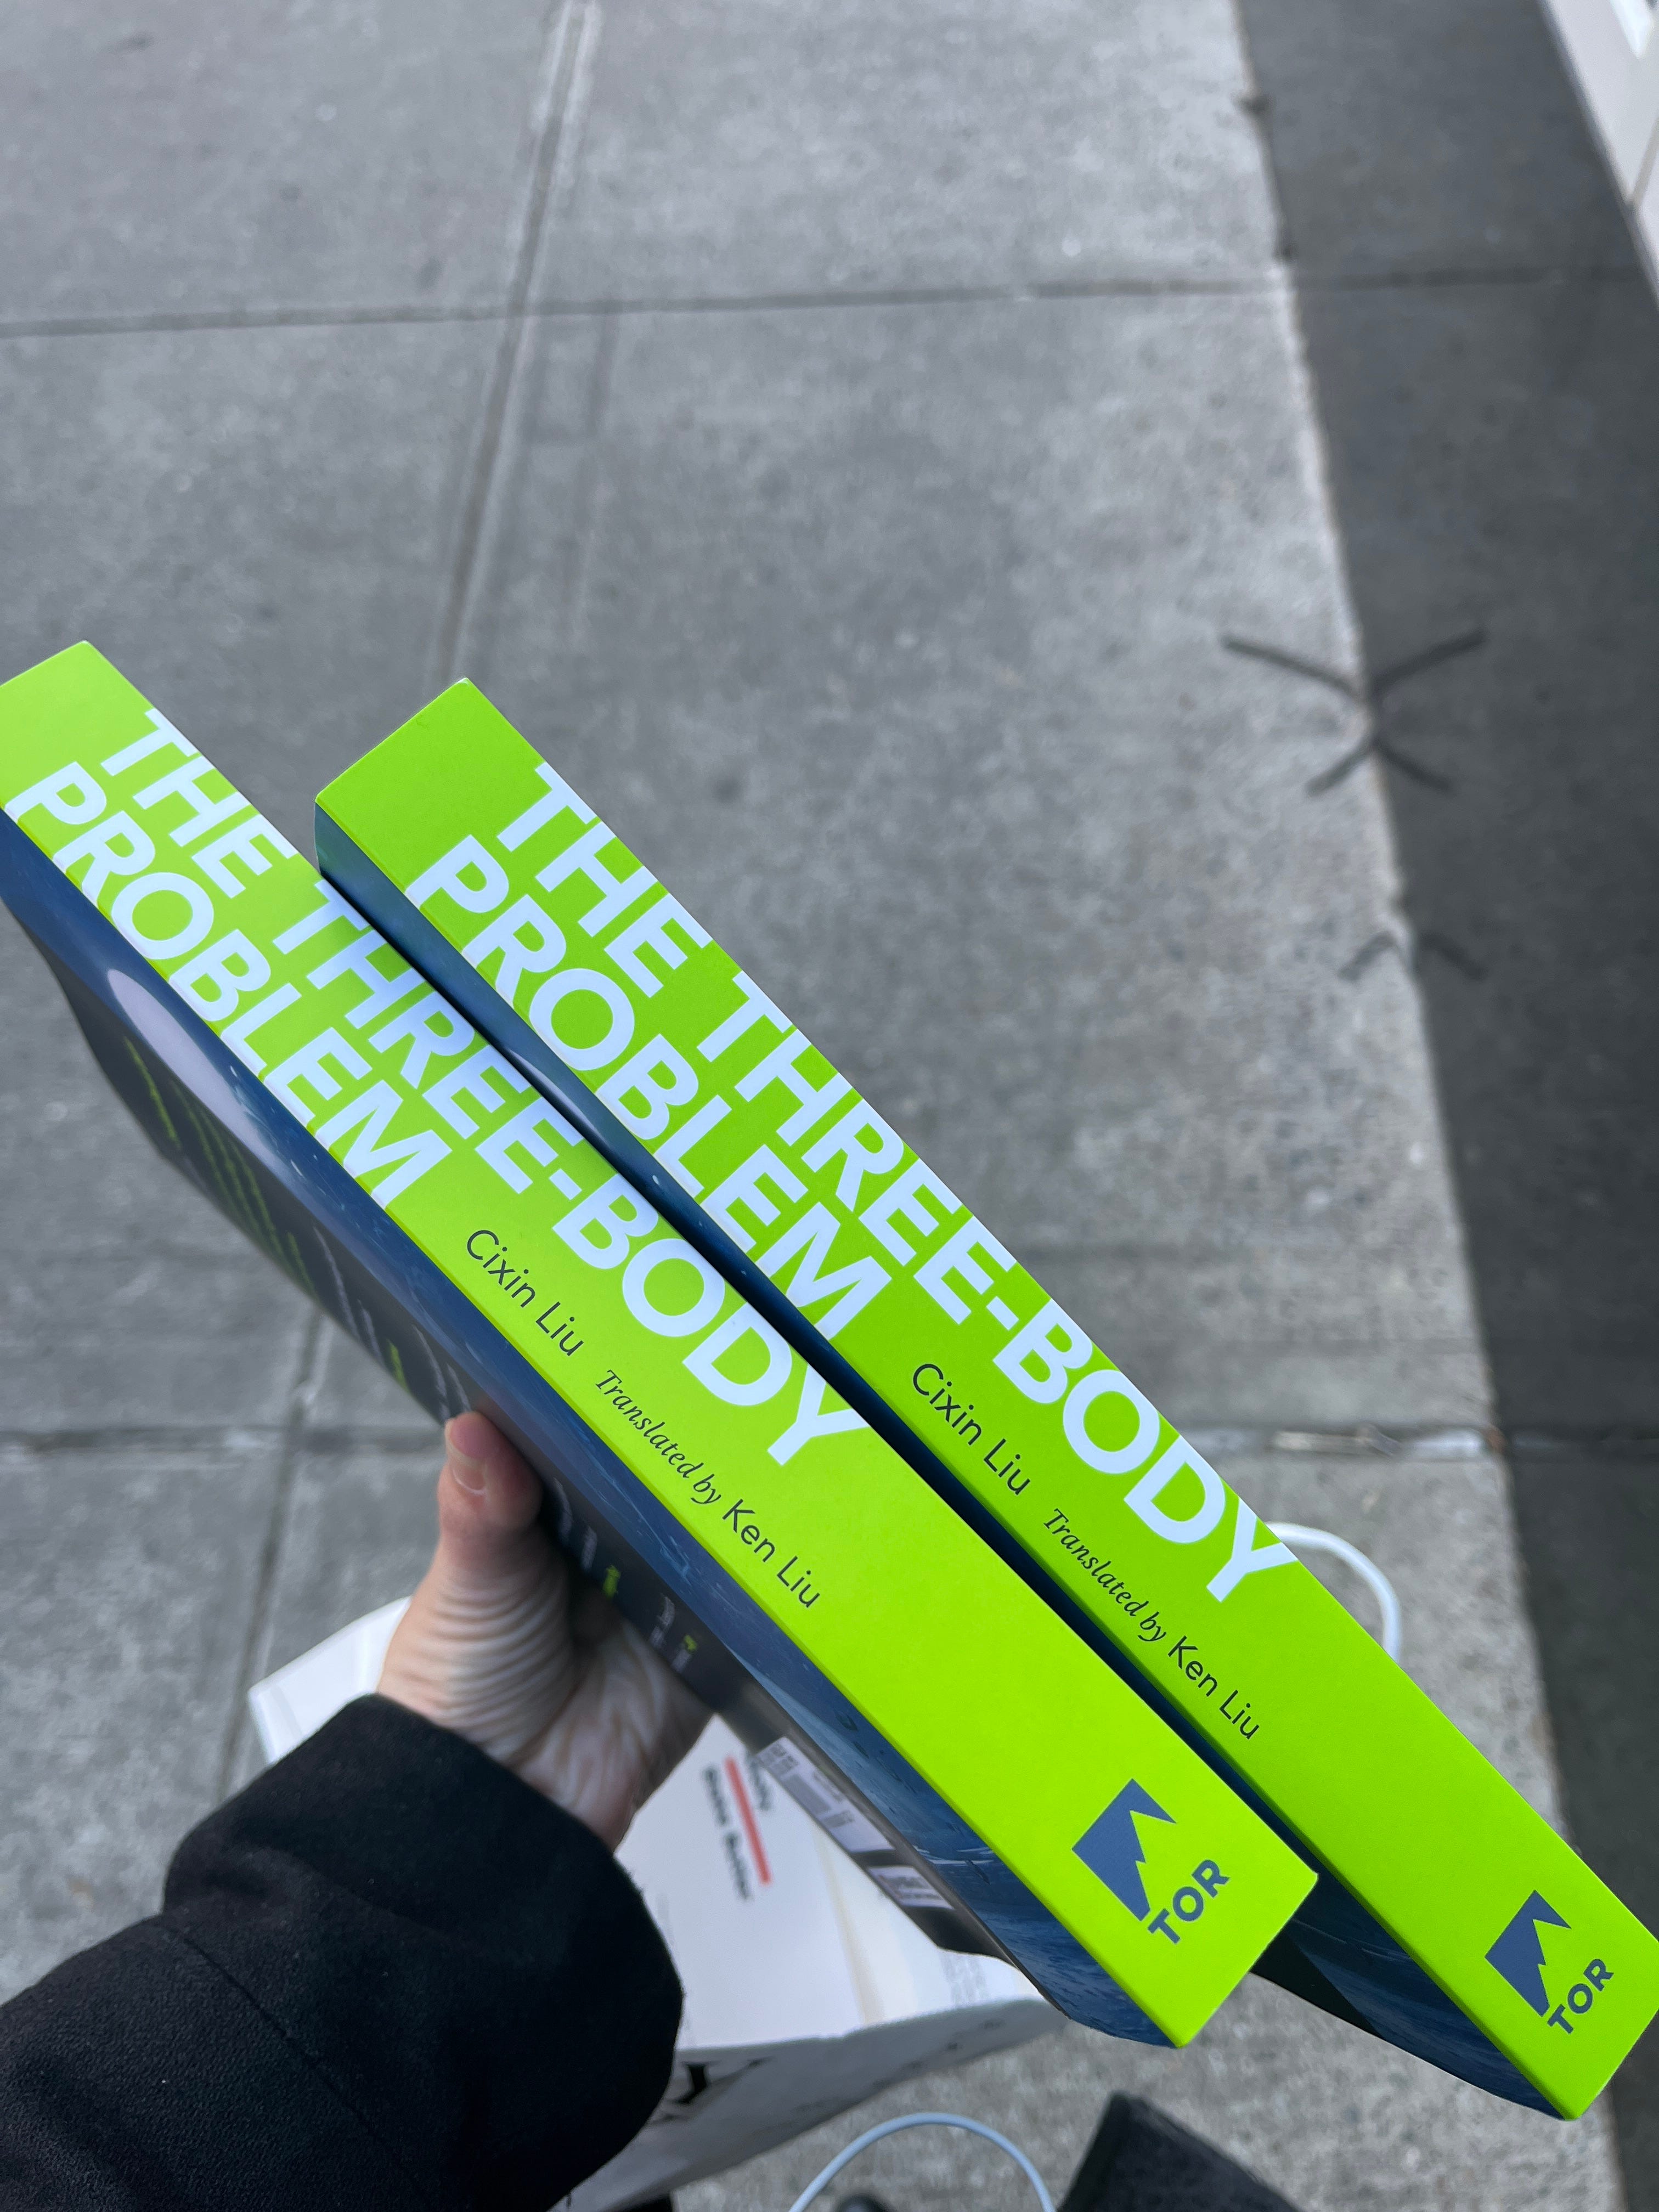 THE THREE-BODY
PROBLEM
Cixin Liu Translated by Ken Liu
TOR
THE THREE-BODY
PROBLEM
Cixin Liu Translated by Ken Liu
TOR